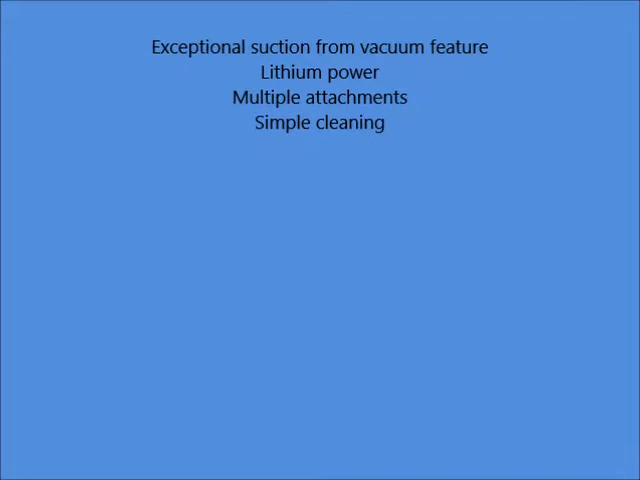 Exceptional suction from vacuum feature
Lithium power
Multiple attachments
Simple cleaning